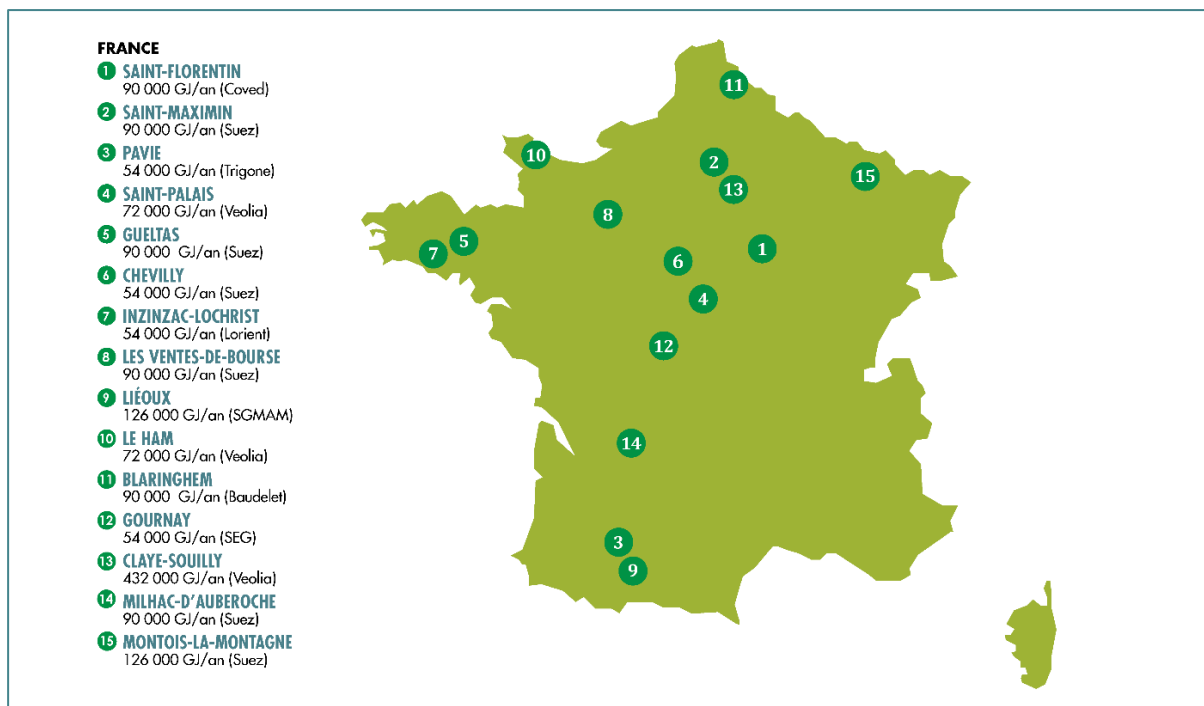 FRANCE
1 SAINT-FLORENTIN
90 000 GJ/an (Coved)
2 SAINT-MAXIMIN
90 000 GJ/an (Suez)
3 PAVIE
54 000 GJ/an (Trigone)
4 SAINT-PALAIS
72 000 GJ/an (Veolia)
5 GUELTAS
90 000 GJ/an (Suez)
6 CHEVILLY
54 000 GJ/an (Suez)
7 INZINZAC-LOCHRIST
54 000 GJ/an (Lorient)
8 LES VENTES-DE-BOURSE
90 000 GJ/an (Suez)
9 LIÉOUX
126 000 GJ/an (SGMAM)
10 LE HAM
72 000 GJ/an (Veolia)
11 BLARINGHEM
90 000 GJ/an (Baudelet)
12 GOURNAY
54 000 GJ/an (SEG)
13 CLAYE-SOUILLY
432 000 GJ/an (Veolia)
14 MILHAC-D'AUBEROCHE
90 000 GJ/an (Suez)
15 MONTOIS-LA-MONTAGNE
126 000 GJ/an (Suez)
11
10
2
15
13
8
5
7
1
6
4
12
14
3
9